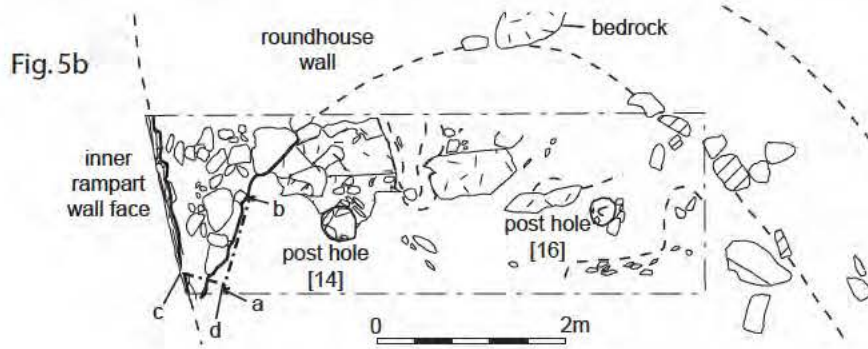 Fig. 5b
roundhouse
wall
bedrock
inner
rampart
wall face
b
post hole
[14]
post hole
[16]
c
a
d
0
2m